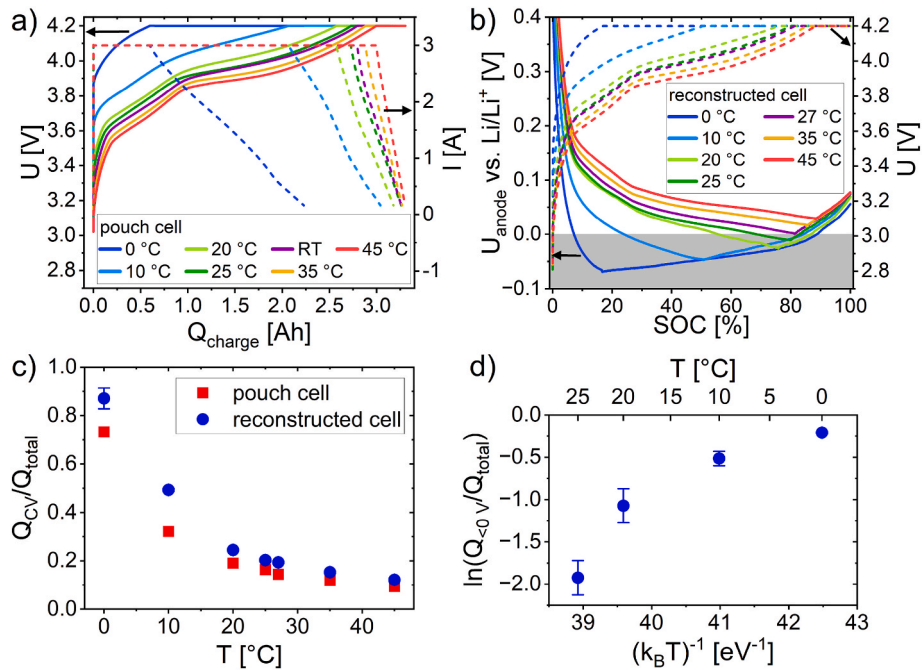 a)
U [V]
4.2
4.0
3.8
3.6
3.4
3.2
3.0
2.8
3
2
1
0
-1
I [A]
pouch cell
0 °C
20 °C
RT
45 °C
10 °C
25 °C
35 °C
0.0 0.5 1.0 1.5 2.0 2.5 3.0
Qcharge [Ah]
b)
Uanode vs. Li/Li+ [V]
0.4
0.3
0.2
0.1
0.0
−0.1
4.2
4.0
3.8
3.6
3.4
3.2
3.0
2.8
U [V]
reconstructed cell
0 °C
27 °C
10 °C
35 °C
20 °C
45 °C
25 °C
0 20 40 60 80 100
SOC [%]
c)
QCV/Qtotal
1.0
0.8
0.6
0.4
0.2
0.0
pouch cell
reconstructed cell
0 10 20 30 40
T [°C]
d)
T [°C]
25 20 15 10 5 0
ln(Q<0 V/Qtotal)
0.0
−0.5
−1.0
−1.5
−2.0
39 40 41 42 43
(kBT)-1 [eV-1]